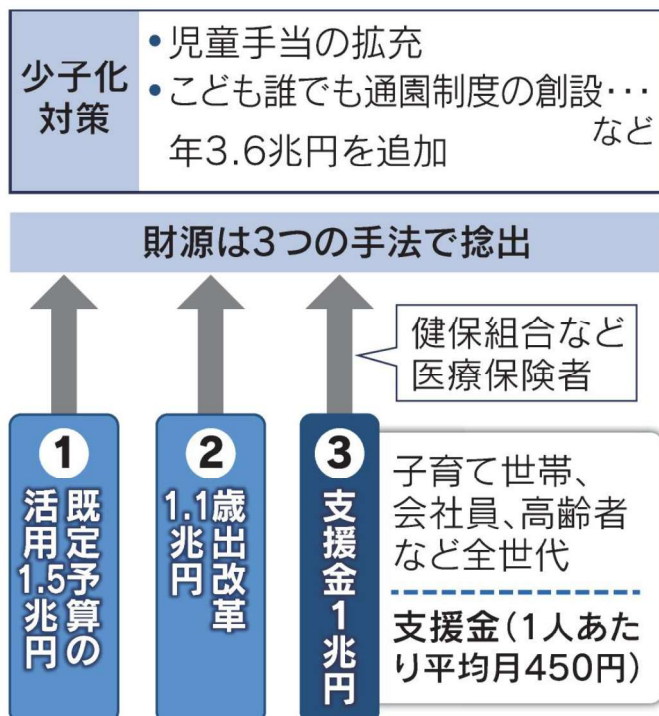 少子化
対策
•児童手当の拡充
•こども誰でも通園制度の創設…
など
年3.6兆円を追加
財源は3つの手法で捻出
健保組合など
医療保険者
1
既定予算の
活用1.5兆円
2
歳出改革
1.1兆円
3
支援金1兆円
子育て世帯、
会社員、高齢者
など全世代
支援金(1人あた
り平均月450円)